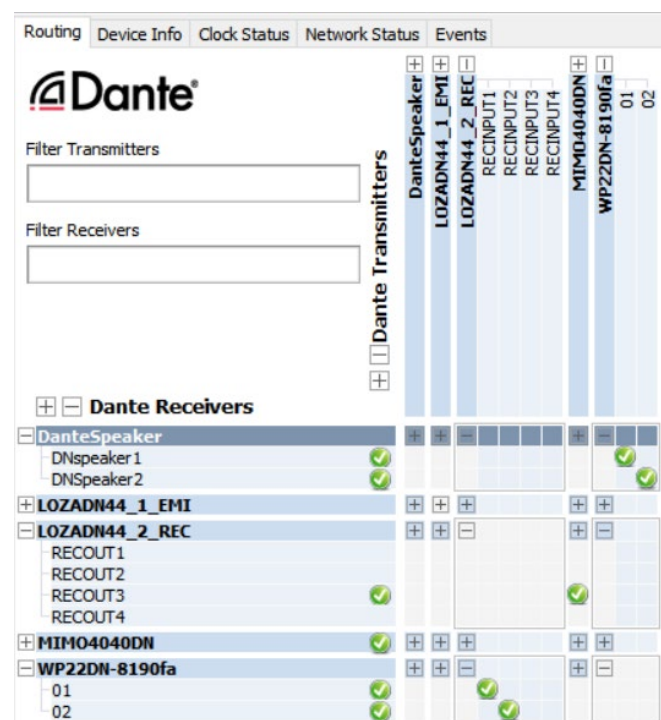 Routing Device Info Clock Status Network Status Events
Dante®
Filter Transmitters
Filter Receivers
Dante Transmitters
DanteSpeaker
LOZADN44_1_EMI
LOZADN44_2_REC
RECINPUT1
RECINPUT2
RECINPUT3
RECINPUT4
MIMO4040DN
WP22DN-8190fa
01
02
Dante Receivers
DanteSpeaker
DNspeaker1
DNSpeaker2
LOZADN44_1_EMI
LOZADN44_2_REC
RECOUT1
RECOUT2
RECOUT3
RECOUT4
MIMO4040DN
WP22DN-8190fa
01
02